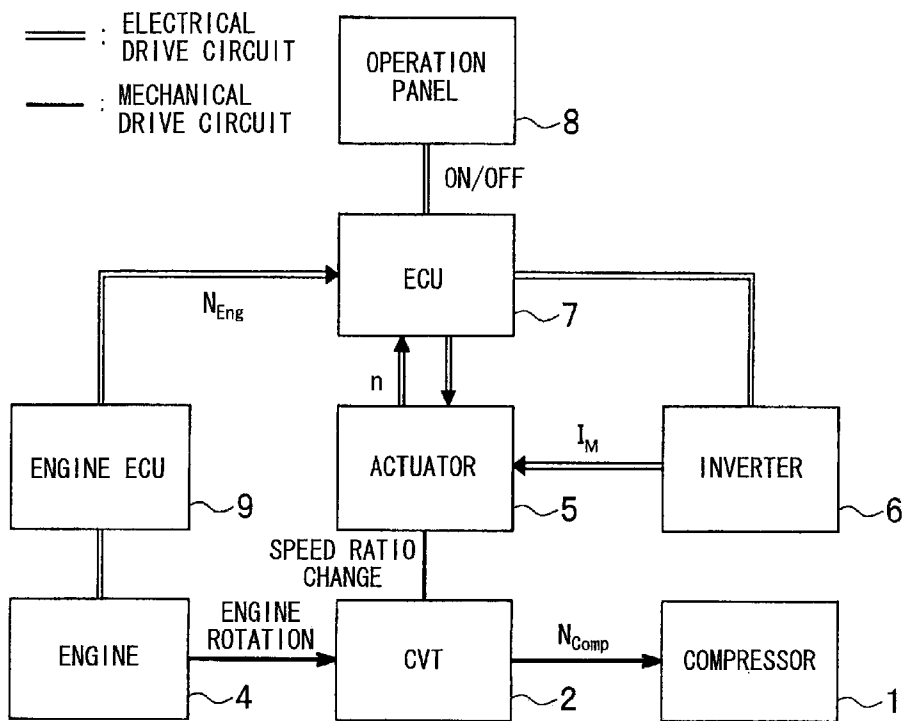 : ELECTRICAL
DRIVE CIRCUIT
: MECHANICAL
DRIVE CIRCUIT
OPERATION
PANEL
8
ON/OFF
ECU
7
N_Eng
n
ENGINE ECU
9
ACTUATOR
5
I_M
INVERTER
6
SPEED RATIO
CHANGE
ENGINE
4
ENGINE
ROTATION
CVT
2
N_Comp
COMPRESSOR
1